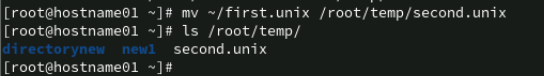 [root@hostname01 ~]# mv ~/first.unix /root/temp/second.unix
[root@hostname01 ~]# ls /root/temp/
directorynew  new1  second.unix
[root@hostname01 ~]#